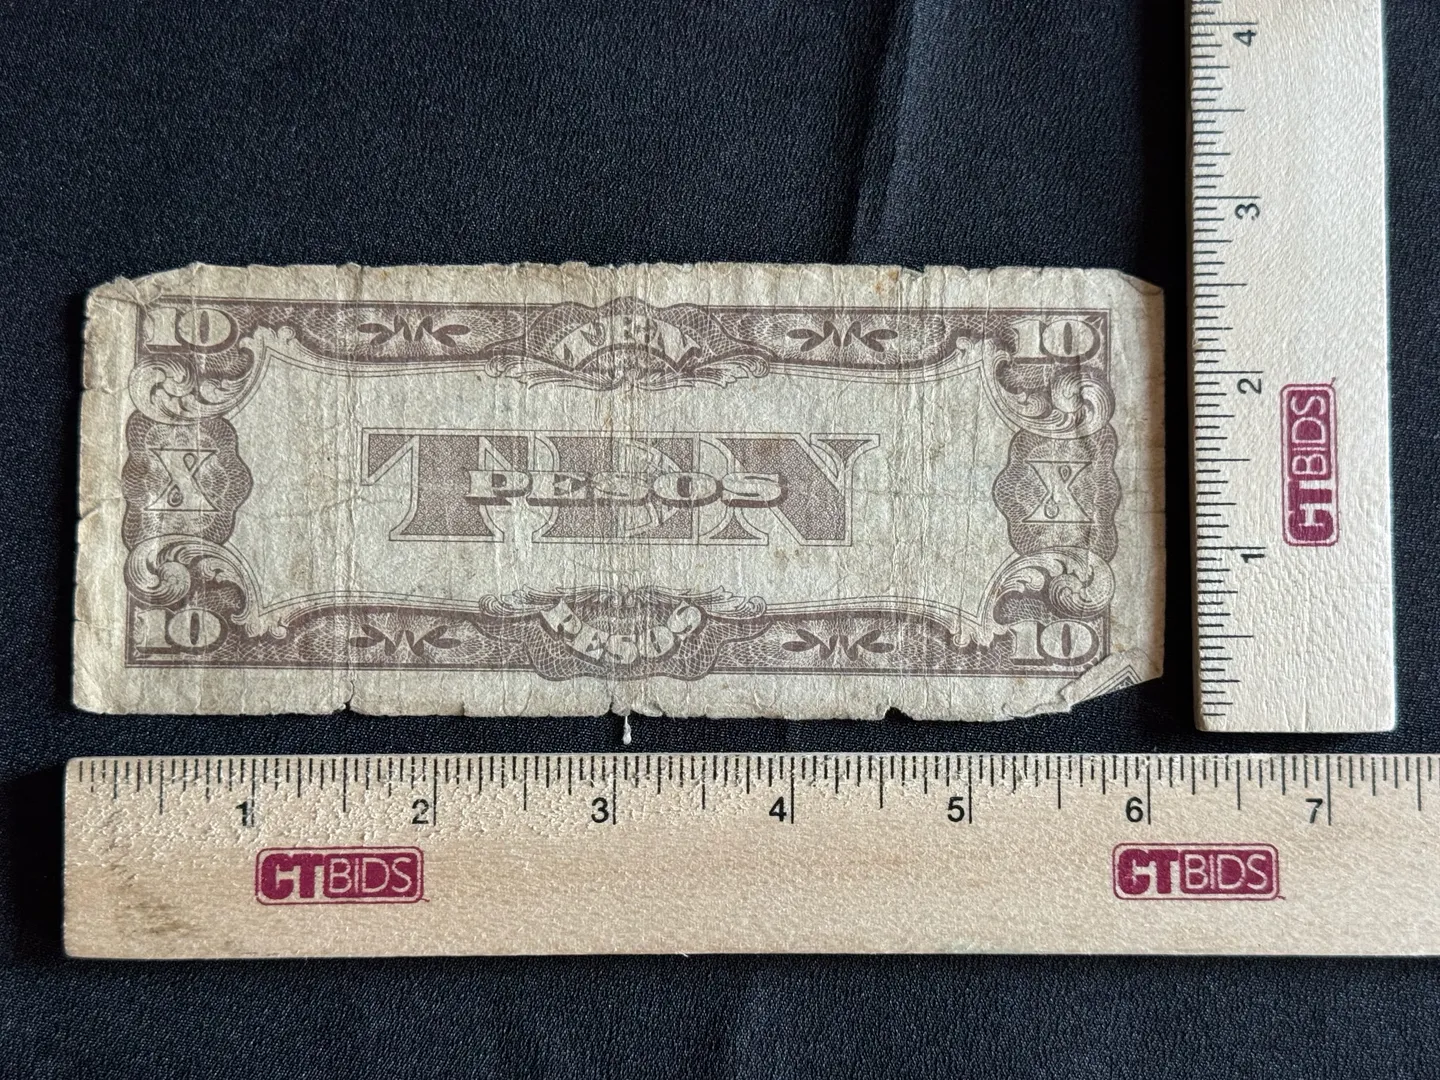 10 TEN 10
X TEN X
PESOS
10 PESOS 10
4
3
2
1
CTBIDS
1 2 3 4 5 6 7
CTBIDS CTBIDS